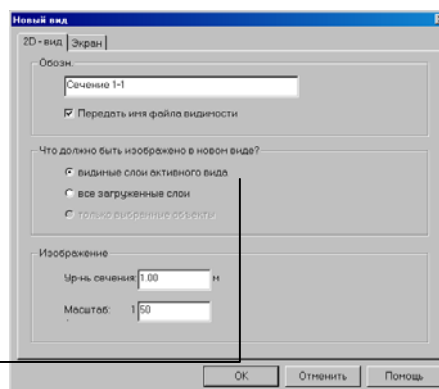 Новый вид
2D-вид Экран
Обозн.
Сечение 1-1
Передать имя файла видимости
Что должно быть изображено в новом виде?
видимые слои активного вида
все загруженные слои
только выбранные объекты
Изображение
Ур-нь сечения: 1.00 м
Масштаб: 1 50
ОК Отменить Помощь